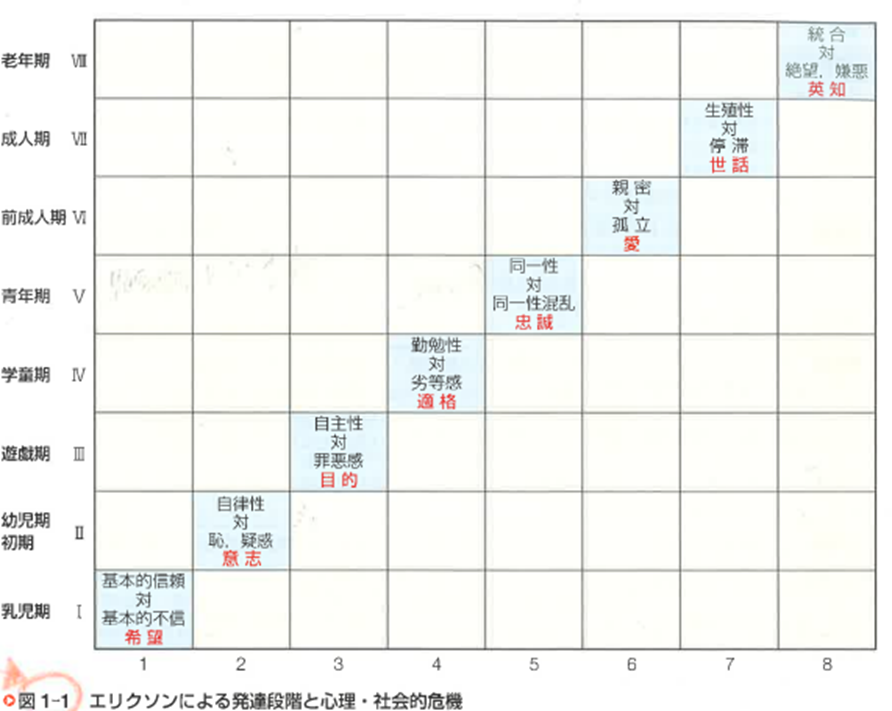 老年期 Ⅷ
統合
対
絶望，嫌悪
英知
成人期 Ⅶ
生殖性
対
停滞
世話
前成人期 Ⅵ
親密
対
孤立
愛
青年期 Ⅴ
同一性
対
同一性混乱
忠誠
学童期 Ⅳ
勤勉性
対
劣等感
適格
遊戯期 Ⅲ
自主性
対
罪悪感
目的
幼児期
初期 Ⅱ
自律性
対
恥，疑惑
意志
乳児期 Ⅰ
基本的信頼
対
基本的不信
希望
1 2 3 4 5 6 7 8
図1-1 エリクソンによる発達段階と心理・社会的危機